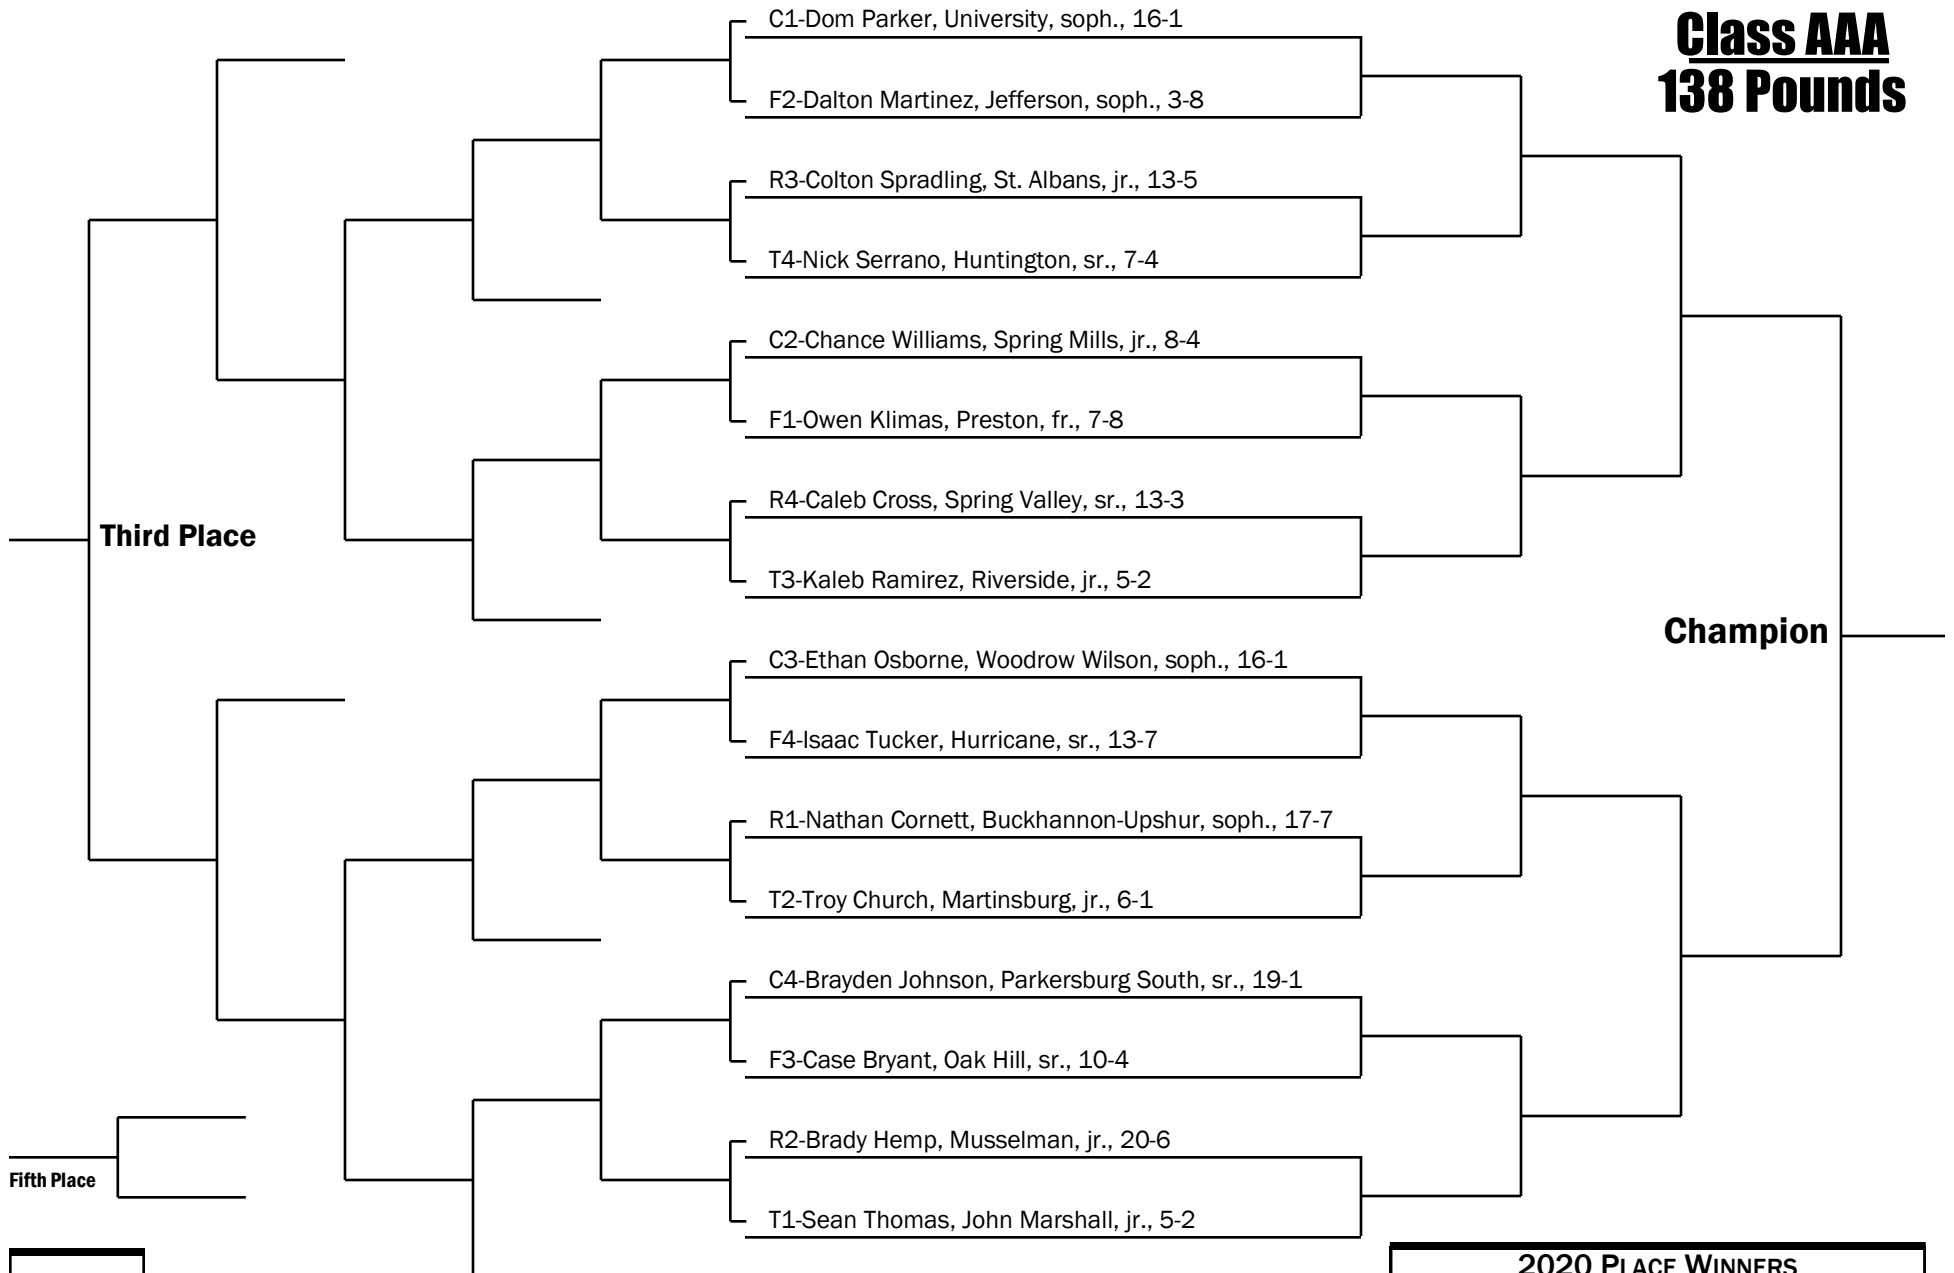 Class AAA
138 Pounds
C1-Dom Parker, University, soph., 16-1
F2-Dalton Martinez, Jefferson, soph., 3-8
R3-Colton Spradling, St. Albans, jr., 13-5
T4-Nick Serrano, Huntington, sr., 7-4
C2-Chance Williams, Spring Mills, jr., 8-4
F1-Owen Klimas, Preston, fr., 7-8
R4-Caleb Cross, Spring Valley, sr., 13-3
Third Place
T3-Kaleb Ramirez, Riverside, jr., 5-2
Champion
C3-Ethan Osborne, Woodrow Wilson, soph., 16-1
F4-Isaac Tucker, Hurricane, sr., 13-7
R1-Nathan Cornett, Buckhannon-Upshur, soph., 17-7
T2-Troy Church, Martinsburg, jr., 6-1
C4-Brayden Johnson, Parkersburg South, sr., 19-1
F3-Case Bryant, Oak Hill, sr., 10-4
R2-Brady Hemp, Musselman, jr., 20-6
Fifth Place
T1-Sean Thomas, John Marshall, jr., 5-2
2020 PLACE WINNERS